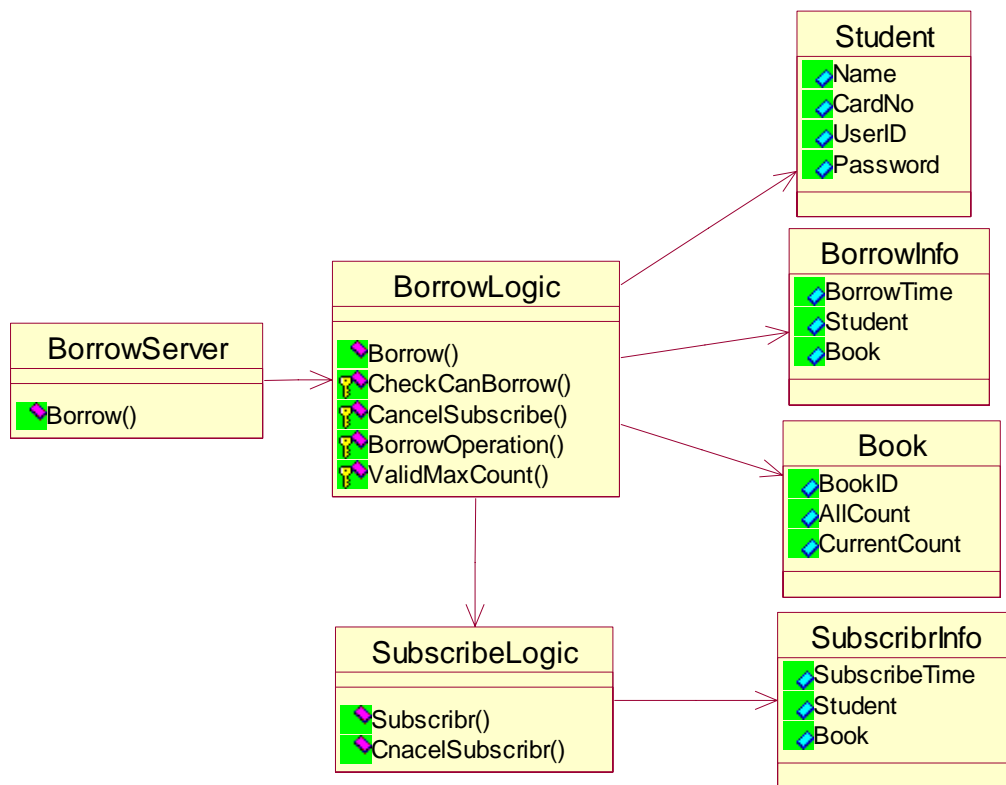 Student
Name
CardNo
UserID
Password
BorrowInfo
BorrowTime
Student
Book
BorrowLogic
Borrow()
CheckCanBorrow()
CancelSubscribe()
BorrowOperation()
ValidMaxCount()
BorrowServer
Borrow()
Book
BookID
AllCount
CurrentCount
SubscribeLogic
Subscribr()
CnacelSubscribr()
SubscribrInfo
SubscribeTime
Student
Book